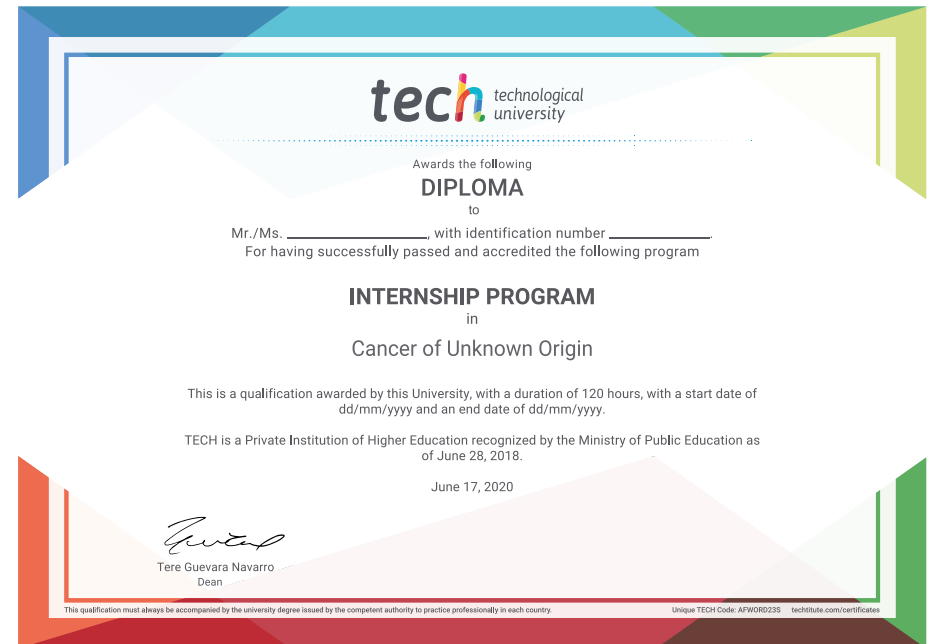 tech technological
university
Awards the following
DIPLOMA
to
Mr./Ms. ____________________, with identification number ______________.
For having successfully passed and accredited the following program
INTERNSHIP PROGRAM
in
Cancer of Unknown Origin
This is a qualification awarded by this University, with a duration of 120 hours, with a start date of
dd/mm/yyyy and an end date of dd/mm/yyyy.
TECH is a Private Institution of Higher Education recognized by the Ministry of Public Education as
of June 28, 2018.
June 17, 2020
Tere Guevara Navarro
Dean
This qualification must always be accompanied by the university degree issued by the competent authority to practice professionally in each country.
Unique TECH Code: AFWORD23S techtitute.com/certificates